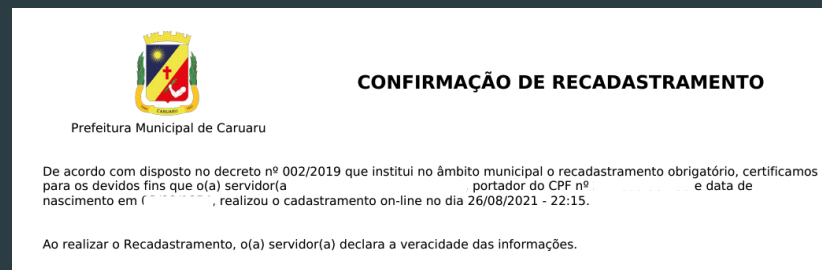 CARUARU
Prefeitura Municipal de Caruaru
CONFIRMAÇÃO DE RECADASTRAMENTO
De acordo com disposto no decreto nº 002/2019 que institui no âmbito municipal o recadastramento obrigatório, certificamos
para os devidos fins que o(a) servidor(a , portador do CPF nº e data de
nascimento em , realizou o cadastramento on-line no dia 26/08/2021 - 22:15.
Ao realizar o Recadastramento, o(a) servidor(a) declara a veracidade das informações.